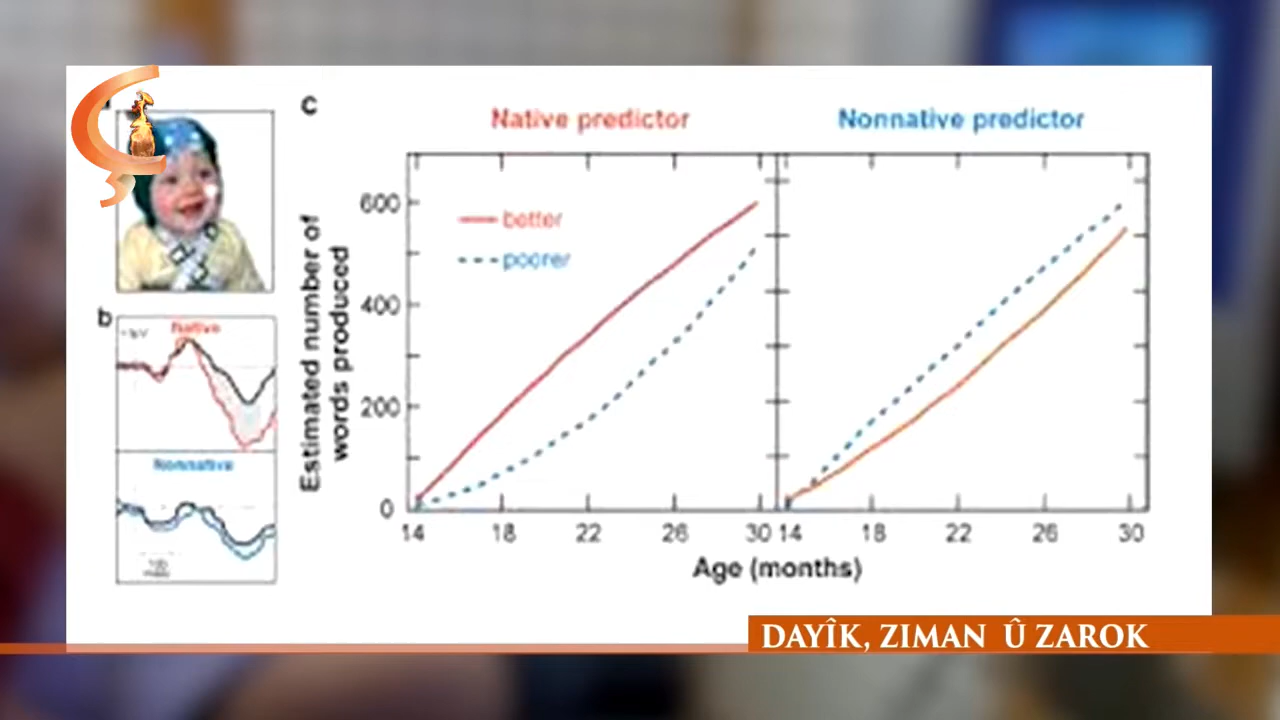 c
Native predictor
Nonnative predictor
Estimated number of
words produced
600
400
200
0
better
poorer
14 18 22 26 30 14 18 22 26 30
Age (months)
b
Native
Nonnative
DAYÎK, ZIMAN Û ZAROK